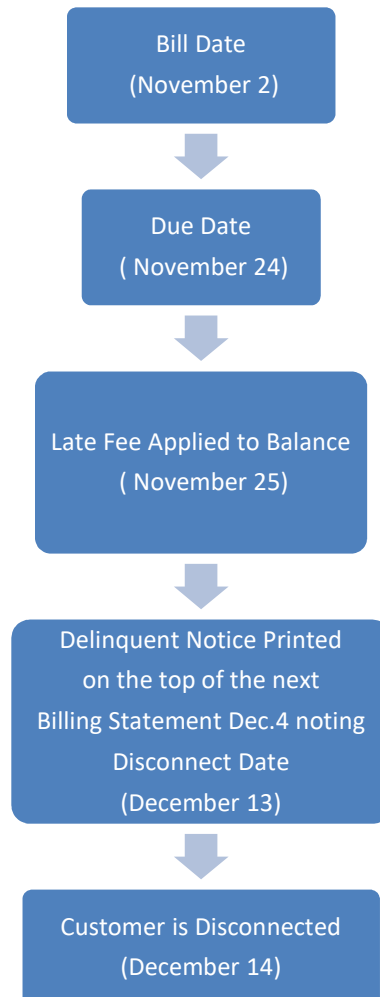 Bill Date
(November 2)
Due Date
( November 24)
Late Fee Applied to Balance
( November 25)
Delinquent Notice Printed
on the top of the next
Billing Statement Dec.4 noting
Disconnect Date
(December 13)
Customer is Disconnected
(December 14)